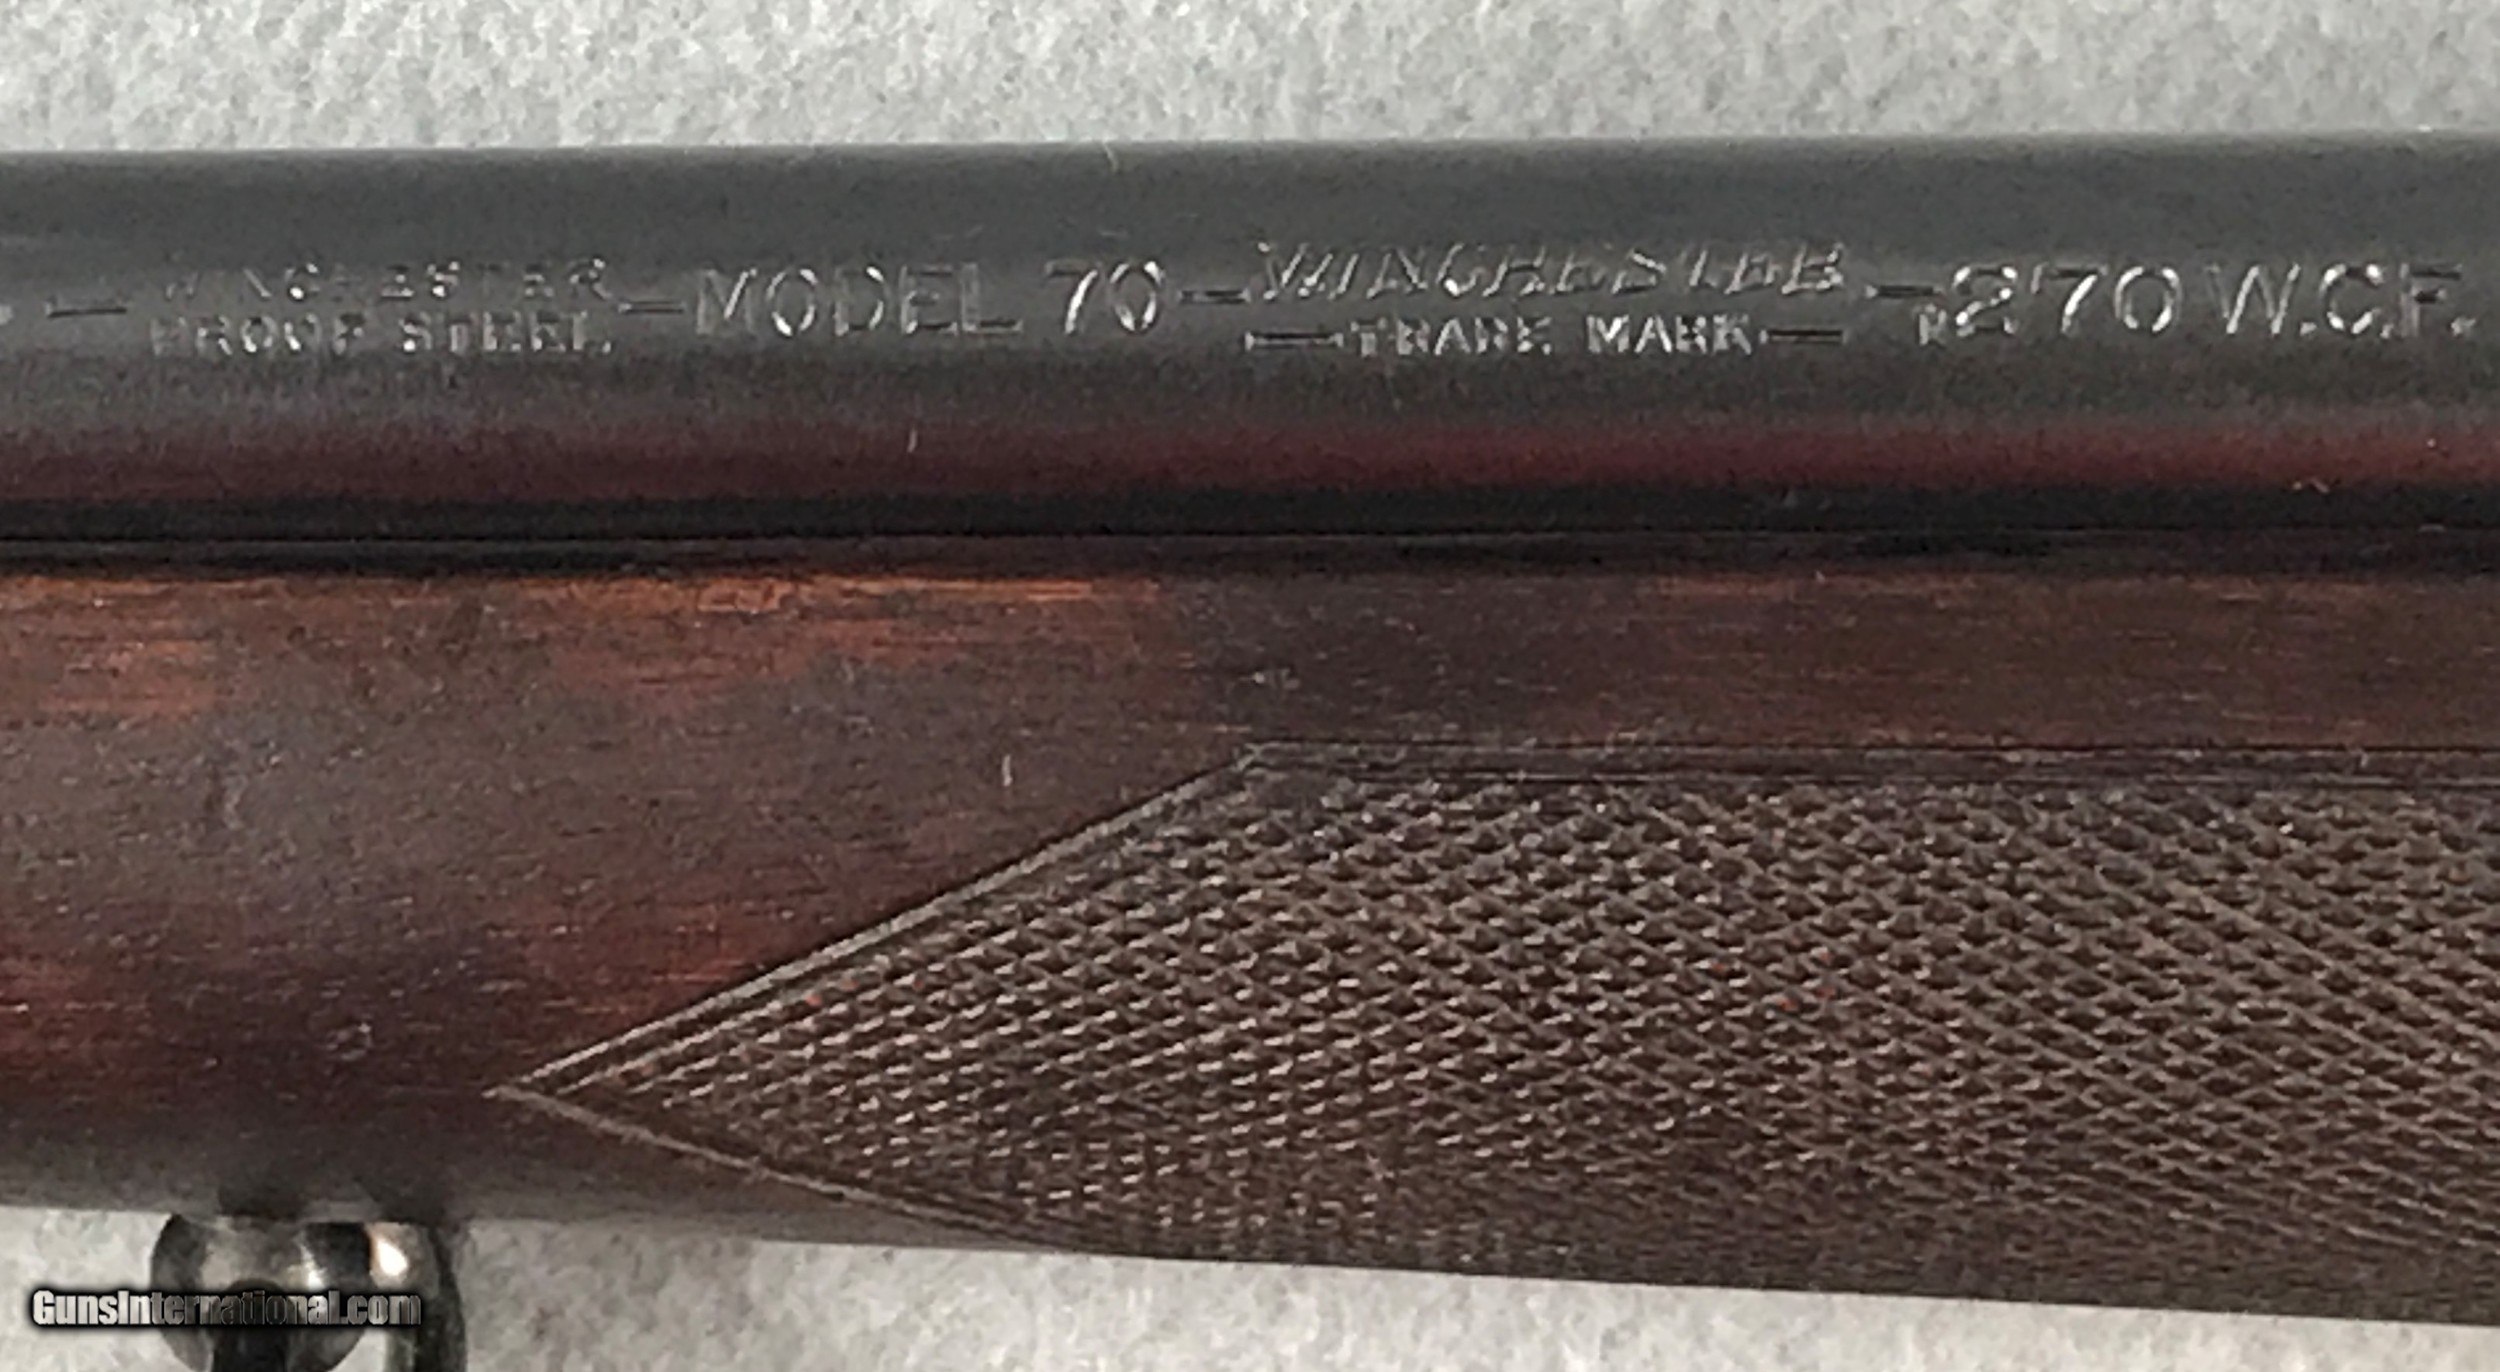 WINCHESTER
PROOF STEEL
— MODEL 70 —
WINCHESTER
— TRADE MARK —
— 270 W.C.F.
GunsInternational.com